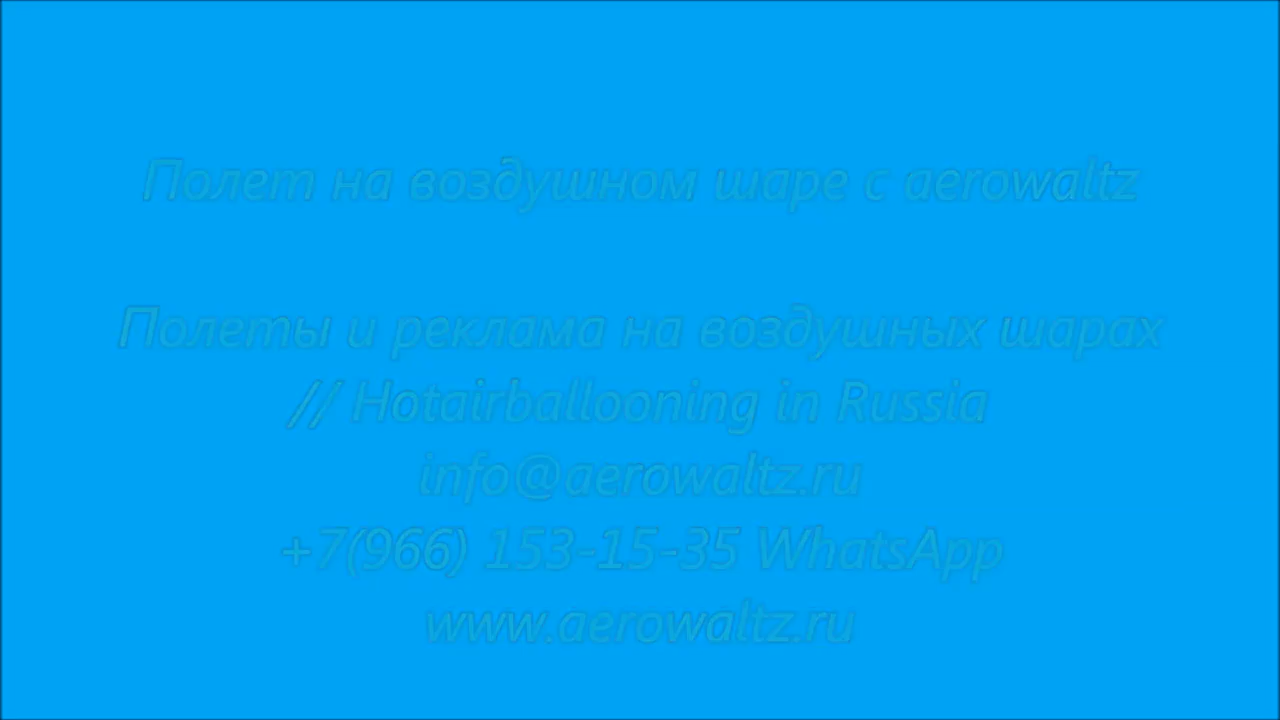 Полет на воздушном шаре с aerowaltz
Полеты и реклама на воздушных шарах
// Hotairballooning in Russia
info@aerowaltz.ru
+7(966) 153-15-35 WhatsApp
www.aerowaltz.ru